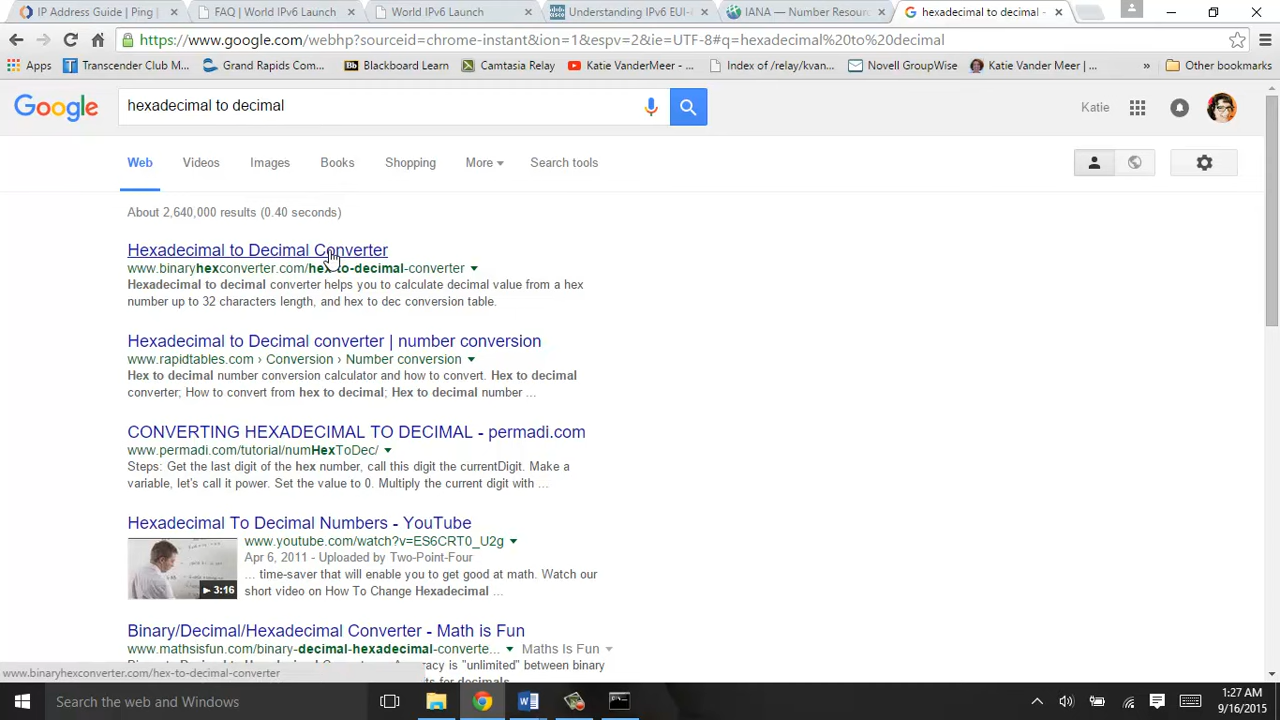 IP Address Guide | Ping |
FAQ | World IPv6 Launch
World IPv6 Launch
Understanding IPv6 EUI-
IANA — Number Resour
hexadecimal to decimal -
https://www.google.com/webhp?sourceid=chrome-instant&ion=1&espv=2&ie=UTF-8#q=hexadecimal%20to%20decimal
Apps
Transcender Club M...
Grand Rapids Com...
Blackboard Learn
Camtasia Relay
Katie VanderMeer - ...
Index of /relay/kvan...
Novell GroupWise
Katie Vander Meer | ...
»
Other bookmarks
Google
hexadecimal to decimal
Katie
Web Videos Images Books Shopping More Search tools
About 2,640,000 results (0.40 seconds)
Hexadecimal to Decimal Converter
www.binaryhexconverter.com/hex-to-decimal-converter
Hexadecimal to decimal converter helps you to calculate decimal value from a hex
number up to 32 characters length, and hex to dec conversion table.
Hexadecimal to Decimal converter | number conversion
www.rapidtables.com › Conversion › Number conversion
Hex to decimal number conversion calculator and how to convert. Hex to decimal
converter; How to convert from hex to decimal; Hex to decimal number ...
CONVERTING HEXADECIMAL TO DECIMAL - permadi.com
www.permadi.com/tutorial/numHexToDec/
Steps: Get the last digit of the hex number, call this digit the currentDigit. Make a
variable, let's call it power. Set the value to 0. Multiply the current digit with ...
Hexadecimal To Decimal Numbers - YouTube
www.youtube.com/watch?v=ES6CRT0_U2g
Apr 6, 2011 - Uploaded by Two-Point-Four
... time-saver that will enable you to get good at math. Watch our
short video on How To Change Hexadecimal ...
3:16
Binary/Decimal/Hexadecimal Converter - Math is Fun
www.mathsisfun.com/binary-decimal-hexadecimal-converte... Math Is Fun
Accuracy is "unlimited" between binary
for decimals
www.binaryhexconverter.com/hex-to-decimal-converter
Search the web and Windows
1:27 AM
9/16/2015